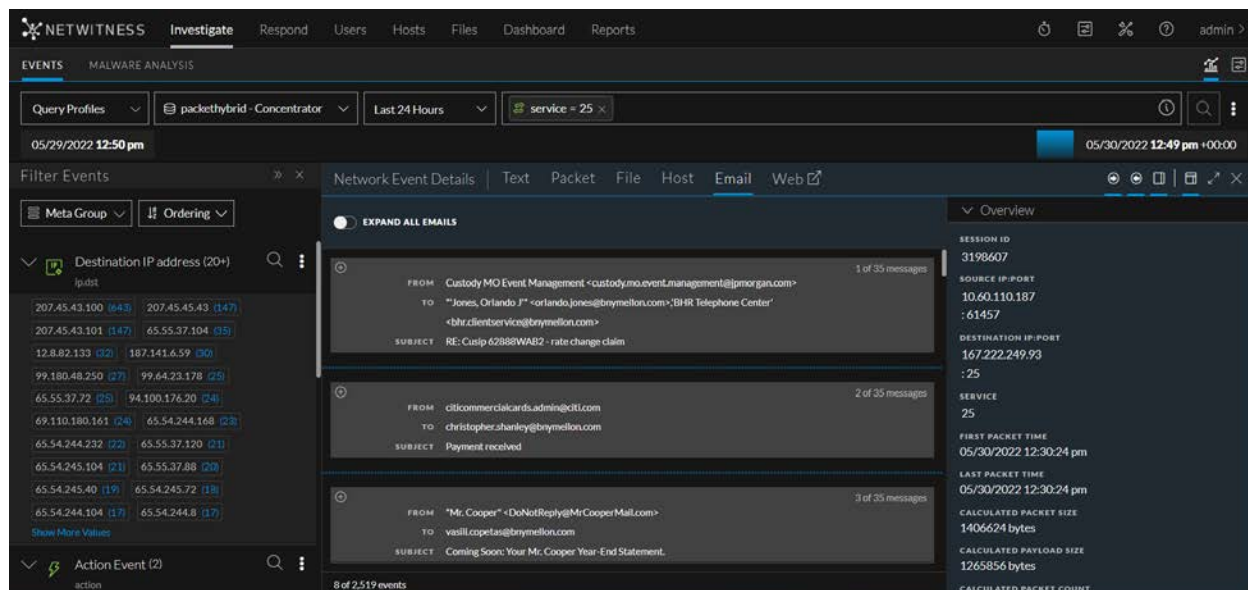 NETWITNESS Investigate Respond Users Hosts Files Dashboard Reports admin >
EVENTS MALWARE ANALYSIS
Query Profiles packethybrid - Concentrator Last 24 Hours service = 25 ×
05/29/2022 12:50 pm 05/30/2022 12:49 pm +00:00
Filter Events » ×
Network Event Details | Text Packet File Host Email Web
Meta Group Ordering
EXPAND ALL EMAILS
Overview
Destination IP address (20+)
ip.dst
207.45.43.100 (643) 207.45.45.43 (147)
207.45.43.101 (147) 65.55.37.104 (35)
12.8.82.133 (32) 187.141.6.59 (30)
99.180.48.250 (27) 99.64.23.178 (25)
65.55.37.72 (25) 94.100.176.20 (24)
69.110.180.161 (24) 65.54.244.168 (23)
65.54.244.232 (22) 65.55.37.120 (21)
65.54.245.104 (21) 65.55.37.88 (20)
65.54.245.40 (19) 65.54.245.72 (18)
65.54.244.104 (17) 65.54.244.8 (17)
Show More Values
Action Event (2)
action
1 of 35 messages
FROM Custody MO Event Management <custody.mo.event.management@jpmorgan.com>
TO "'Jones, Orlando J'" <orlando.jones@bnymellon.com>,'BHR Telephone Center'
<bhr.clientservice@bnymellon.com>
SUBJECT RE: Cusip 62888WAB2 - rate change claim
2 of 35 messages
FROM citicommercialcards.admin@citi.com
TO christopher.shanley@bnymellon.com
SUBJECT Payment received
3 of 35 messages
FROM "Mr. Cooper" <DoNotReply@MrCooperMail.com>
TO vasili.copetas@bnymellon.com
SUBJECT Coming Soon: Your Mr. Cooper Year-End Statement.
8 of 2,519 events
SESSION ID
3198607
SOURCE IP:PORT
10.60.110.187
: 61457
DESTINATION IP:PORT
167.222.249.93
: 25
SERVICE
25
FIRST PACKET TIME
05/30/2022 12:30:24 pm
LAST PACKET TIME
05/30/2022 12:30:24 pm
CALCULATED PACKET SIZE
1406624 bytes
CALCULATED PAYLOAD SIZE
1265856 bytes
CALCULATED PACKET COUNT